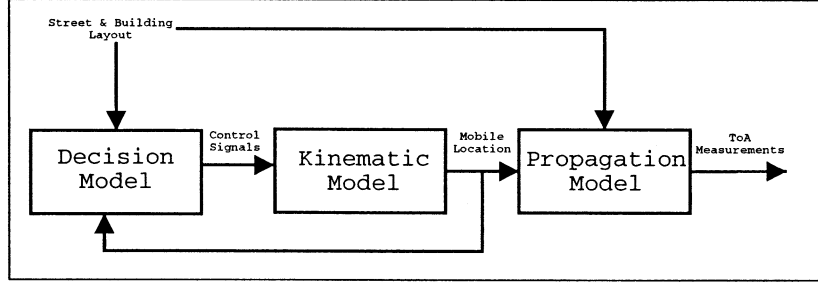 Street & Building
Layout
Control
Signals
Mobile
Location
ToA
Measurements
Decision
Model
Kinematic
Model
Propagation
Model